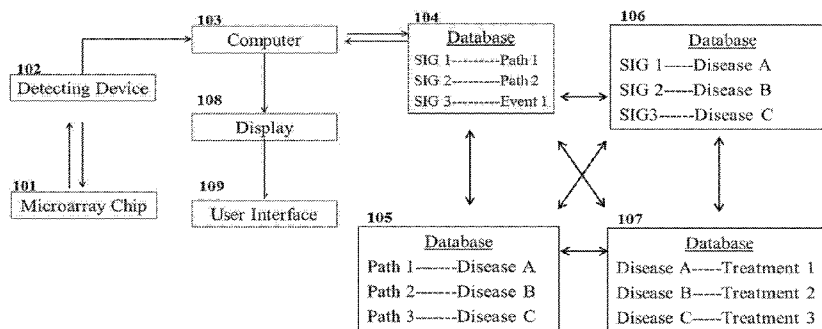 103
Computer
102
Detecting Device
101
Microarray Chip
108
Display
109
User Interface
104
Database
SIG 1----------Path 1
SIG 2----------Path 2
SIG 3----------Event 1
106
Database
SIG 1-----Disease A
SIG 2-----Disease B
SIG3------Disease C
105
Database
Path 1-------Disease A
Path 2-------Disease B
Path 3-------Disease C
107
Database
Disease A-----Treatment 1
Disease B-----Treatment 2
Disease C-----Treatment 3